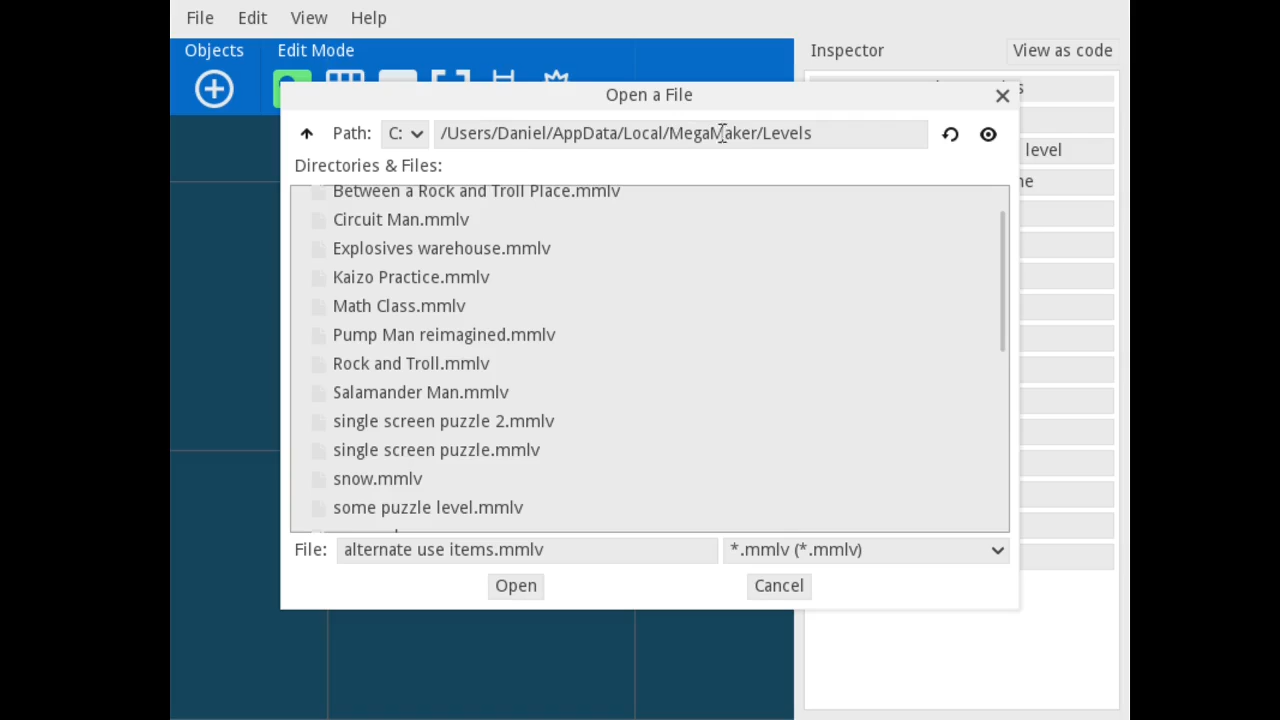 File Edit View Help
Objects Edit Mode Inspector View as code
Open a File
Path: C: /Users/Daniel/AppData/Local/MegaMaker/Levels
Directories & Files:
Between a Rock and Troll Place.mmlv
Circuit Man.mmlv
Explosives warehouse.mmlv
Kaizo Practice.mmlv
Math Class.mmlv
Pump Man reimagined.mmlv
Rock and Troll.mmlv
Salamander Man.mmlv
single screen puzzle 2.mmlv
single screen puzzle.mmlv
snow.mmlv
some puzzle level.mmlv
level
File: alternate use items.mmlv *.mmlv (*.mmlv)
Open Cancel